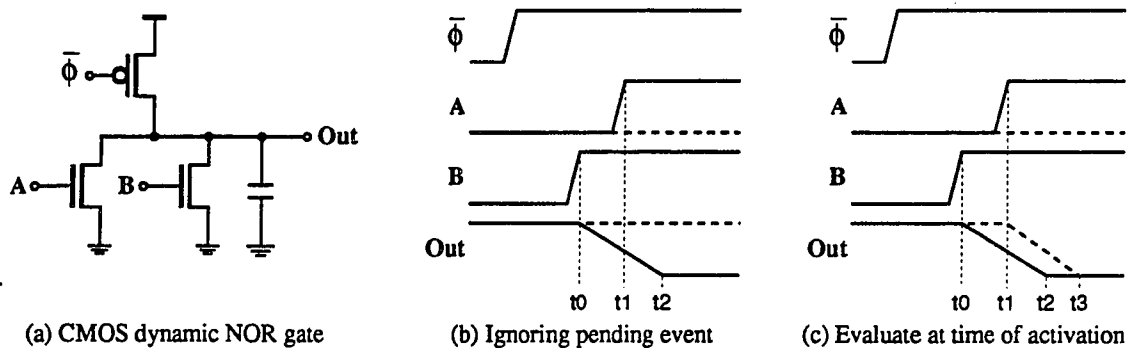 ϕ̅
Out
A
B
(a) CMOS dynamic NOR gate
ϕ̅
A
B
Out
t0 t1 t2
(b) Ignoring pending event
ϕ̅
A
B
Out
t0 t1 t2 t3
(c) Evaluate at time of activation